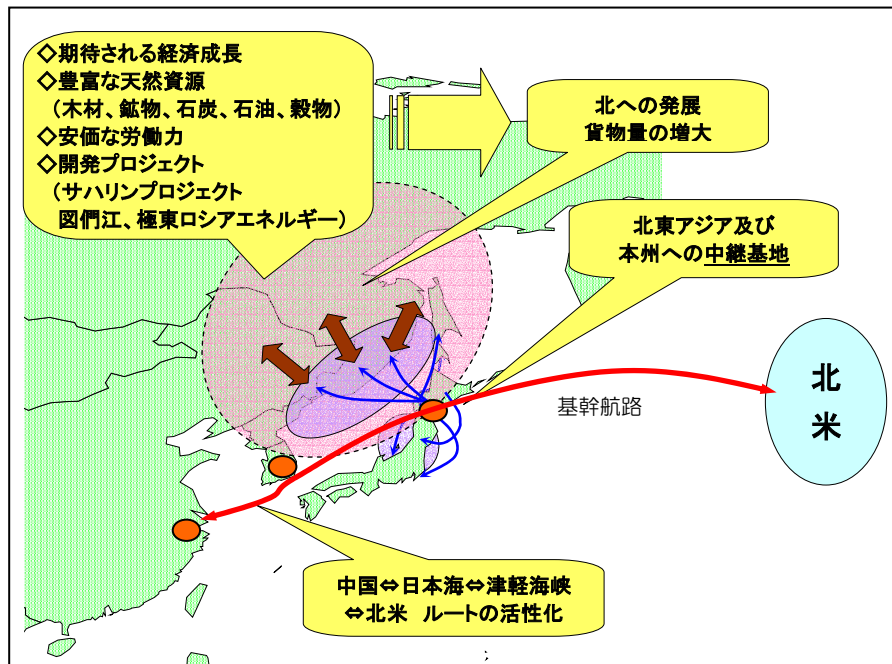 ◇期待される経済成長
◇豊富な天然資源
（木材、鉱物、石炭、石油、穀物）
◇安価な労働力
◇開発プロジェクト
（サハリンプロジェクト
図們江、極東ロシアエネルギー）
北への発展
貨物量の増大
北東アジア及び
本州への中継基地
北
米
基幹航路
中国⇔日本海⇔津軽海峡
⇔北米　ルートの活性化
；